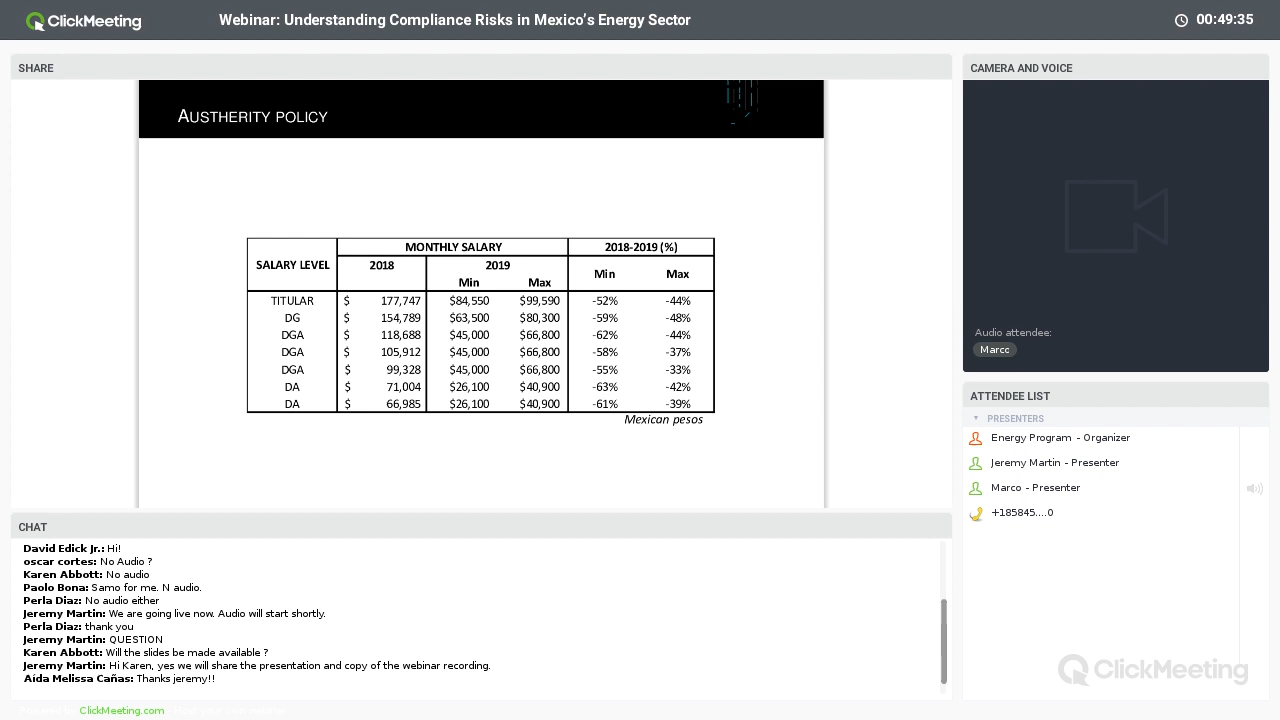 ClickMeeting
Webinar: Understanding Compliance Risks in Mexico's Energy Sector
00:49:35
SHARE
AUSTHERITY POLICY
SALARY LEVEL MONTHLY SALARY 2018-2019 (%)
2018 2019 Min Max
Min Max
TITULAR $ 177,747 $84,550 $99,590 -52% -44%
DG $ 154,789 $63,500 $80,300 -59% -48%
DGA $ 118,688 $45,000 $66,800 -62% -44%
DGA $ 105,912 $45,000 $66,800 -58% -37%
DGA $ 99,328 $45,000 $66,800 -55% -33%
DA $ 71,004 $26,100 $40,900 -63% -42%
DA $ 66,985 $26,100 $40,900 -61% -39%
Mexican pesos
CAMERA AND VOICE
Audio attendee:
Marcc
ATTENDEE LIST
PRESENTERS
Energy Program - Organizer
Jeremy Martin - Presenter
Marco - Presenter
+185845....0
CHAT
David Edick Jr.: Hi!
oscar cortes: No Audio ?
Karen Abbott: No audio
Paolo Bona: Samo for me. N audio.
Perla Diaz: No audio either
Jeremy Martin: We are going live now. Audio will start shortly.
Perla Diaz: thank you
Jeremy Martin: QUESTION
Karen Abbott: Will the slides be made available ?
Jeremy Martin: Hi Karen, yes we will share the presentation and copy of the webinar recording.
Aída Melissa Cañas: Thanks jeremy!!
ClickMeeting
ClickMeeting.com